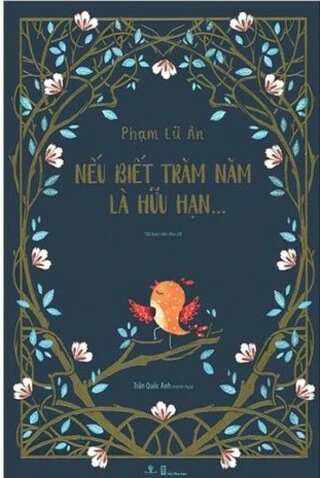 Phạm Lữ Ân
NẾU BIẾT TRĂM NĂM
LÀ HỮU HẠN...
Trần Quốc Anh